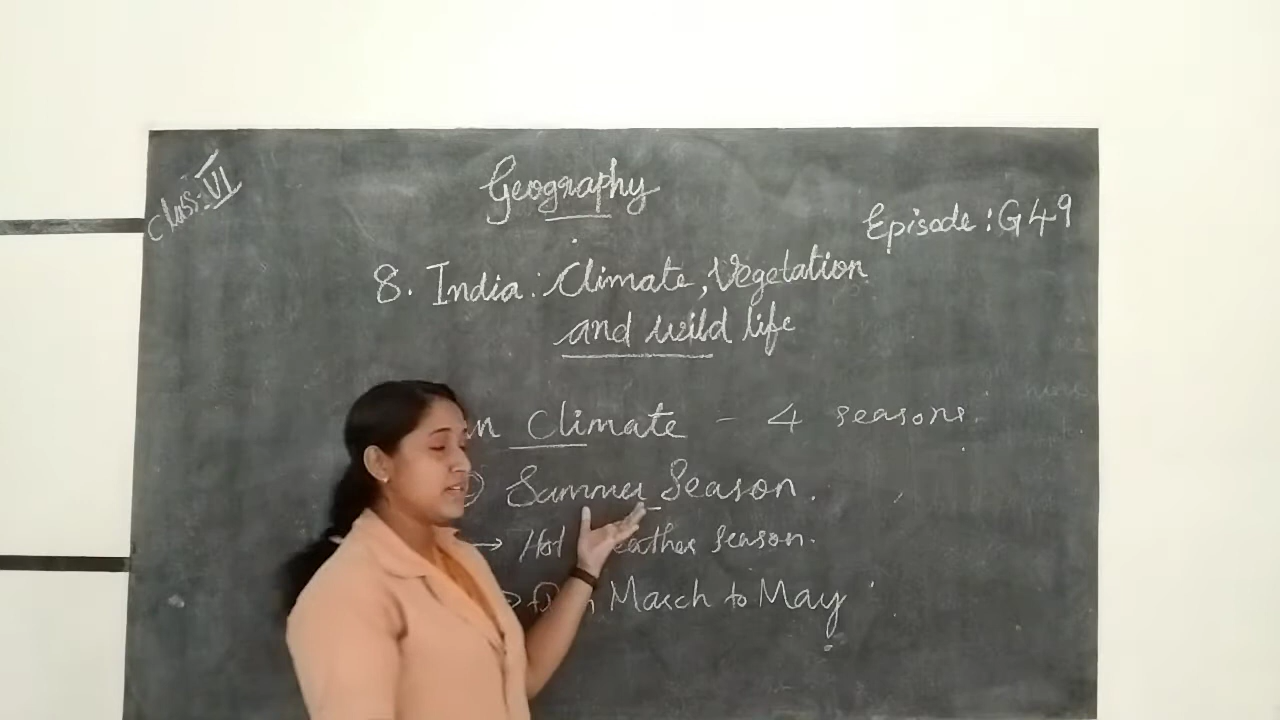 Class: VI
Geography
Episode: G49
8. India: Climate, Vegetation
and wild life
Climate - 4 seasons.
Summer Season.
→ Hot season.
March to May